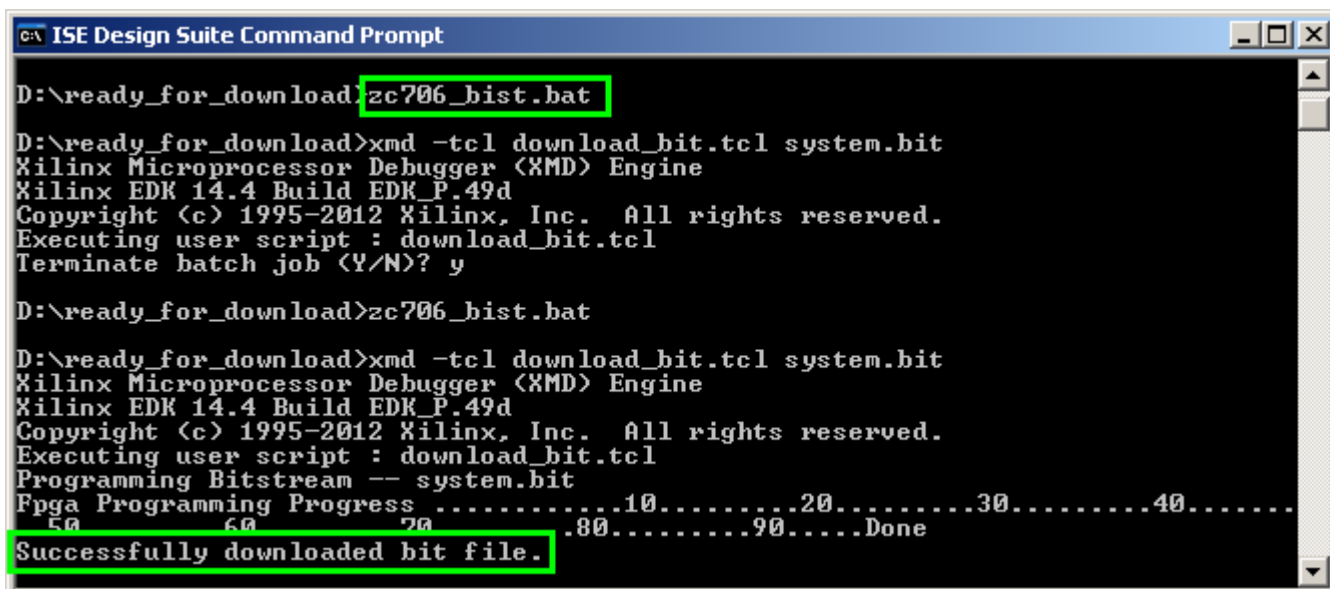 ISE Design Suite Command Prompt
D:\ready_for_download>zc706_bist.bat
D:\ready_for_download>xmd -tcl download_bit.tcl system.bit
Xilinx Microprocessor Debugger (XMD) Engine
Xilinx EDK 14.4 Build EDK_P.49d
Copyright (c) 1995-2012 Xilinx, Inc.  All rights reserved.
Executing user script : download_bit.tcl
Terminate batch job (Y/N)? y
D:\ready_for_download>zc706_bist.bat
D:\ready_for_download>xmd -tcl download_bit.tcl system.bit
Xilinx Microprocessor Debugger (XMD) Engine
Xilinx EDK 14.4 Build EDK_P.49d
Copyright (c) 1995-2012 Xilinx, Inc.  All rights reserved.
Executing user script : download_bit.tcl
Programming Bitstream -- system.bit
Fpga Programming Progress ............10.........20.........30.........40.......
..50.........60.........70.........80.........90.....Done
Successfully downloaded bit file.